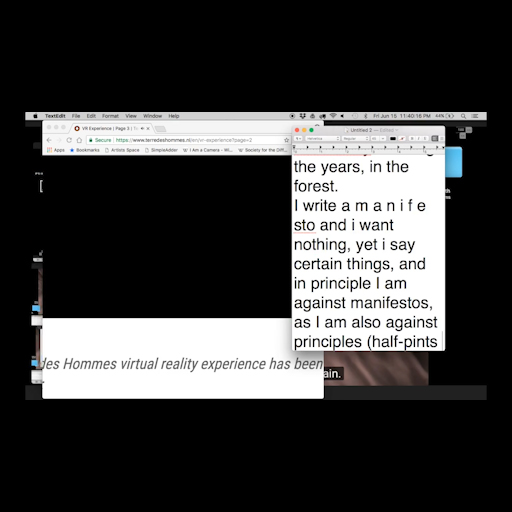 TextEdit File Edit Format View Window Help
Fri Jun 15 11:40:16 PM
VR Experience | Page 3 |
Secure
https://www.terredeshommes.nl/en/vr-experience?page=2
Apps Bookmarks Artists Space SimpleAdder I Am a Camera - W Society for the Diff
Untitled 3
the years, in the
forest.
I write a m a n i f e
sto and i want
nothing, yet i say
certain things, and
in principle I am
against manifestos,
as I am also against
principles (half-pints
des Hommes virtual reality experience has been
ain.